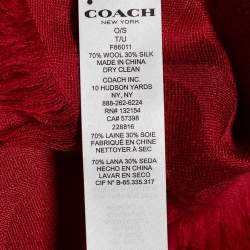 COACH
NEW YORK
O/S
T/U
F86011
70% WOOL 30% SILK
MADE IN CHINA
DRY CLEAN
COACH INC.
10 HUDSON YARDS
NY, NY
888-262-6224
RN# 132154
CA# 57398
228816
70% LAINE 30% SOIE
FABRIQUÉ EN CHINE
NETTOYER À SEC
70% LANA 30% SEDA
HECHO EN CHINA
LAVAR EN SECO
CIF N° B-65.335.317